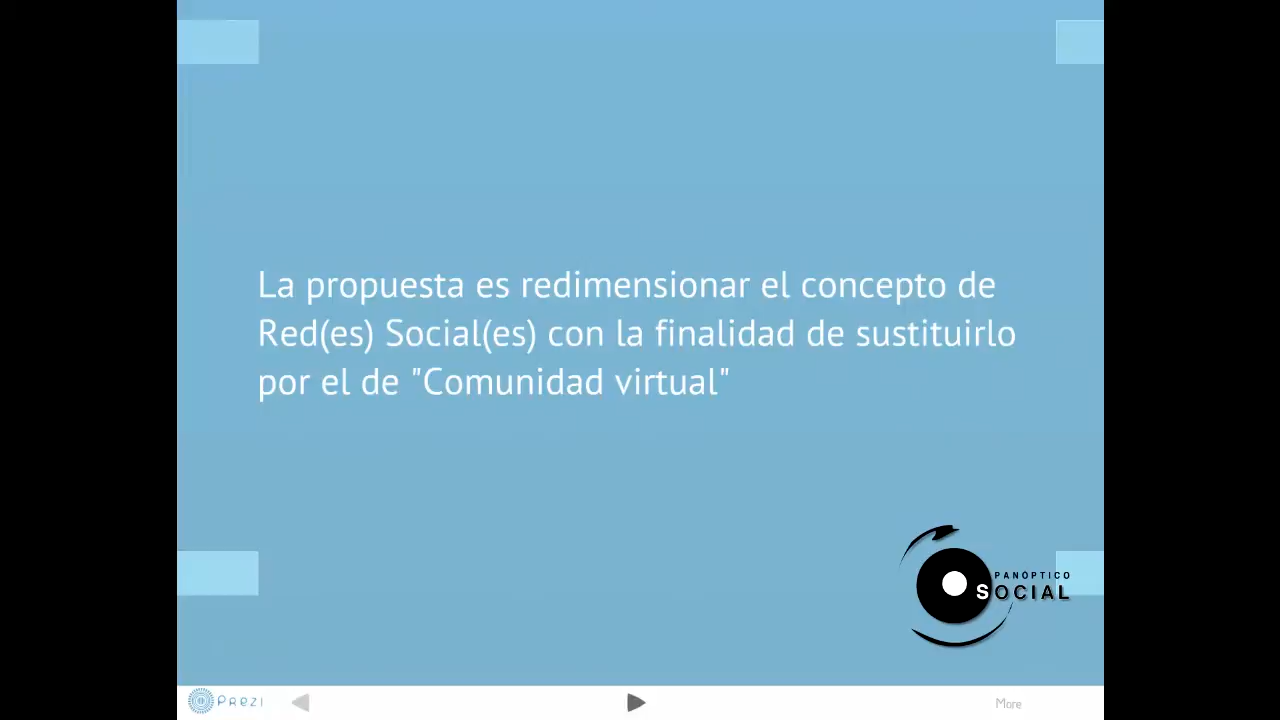 La propuesta es redimensionar el concepto de
Red(es) Social(es) con la finalidad de sustituirlo
por el de "Comunidad virtual"
PANÓPTICO
SOCIAL
PREZI
More